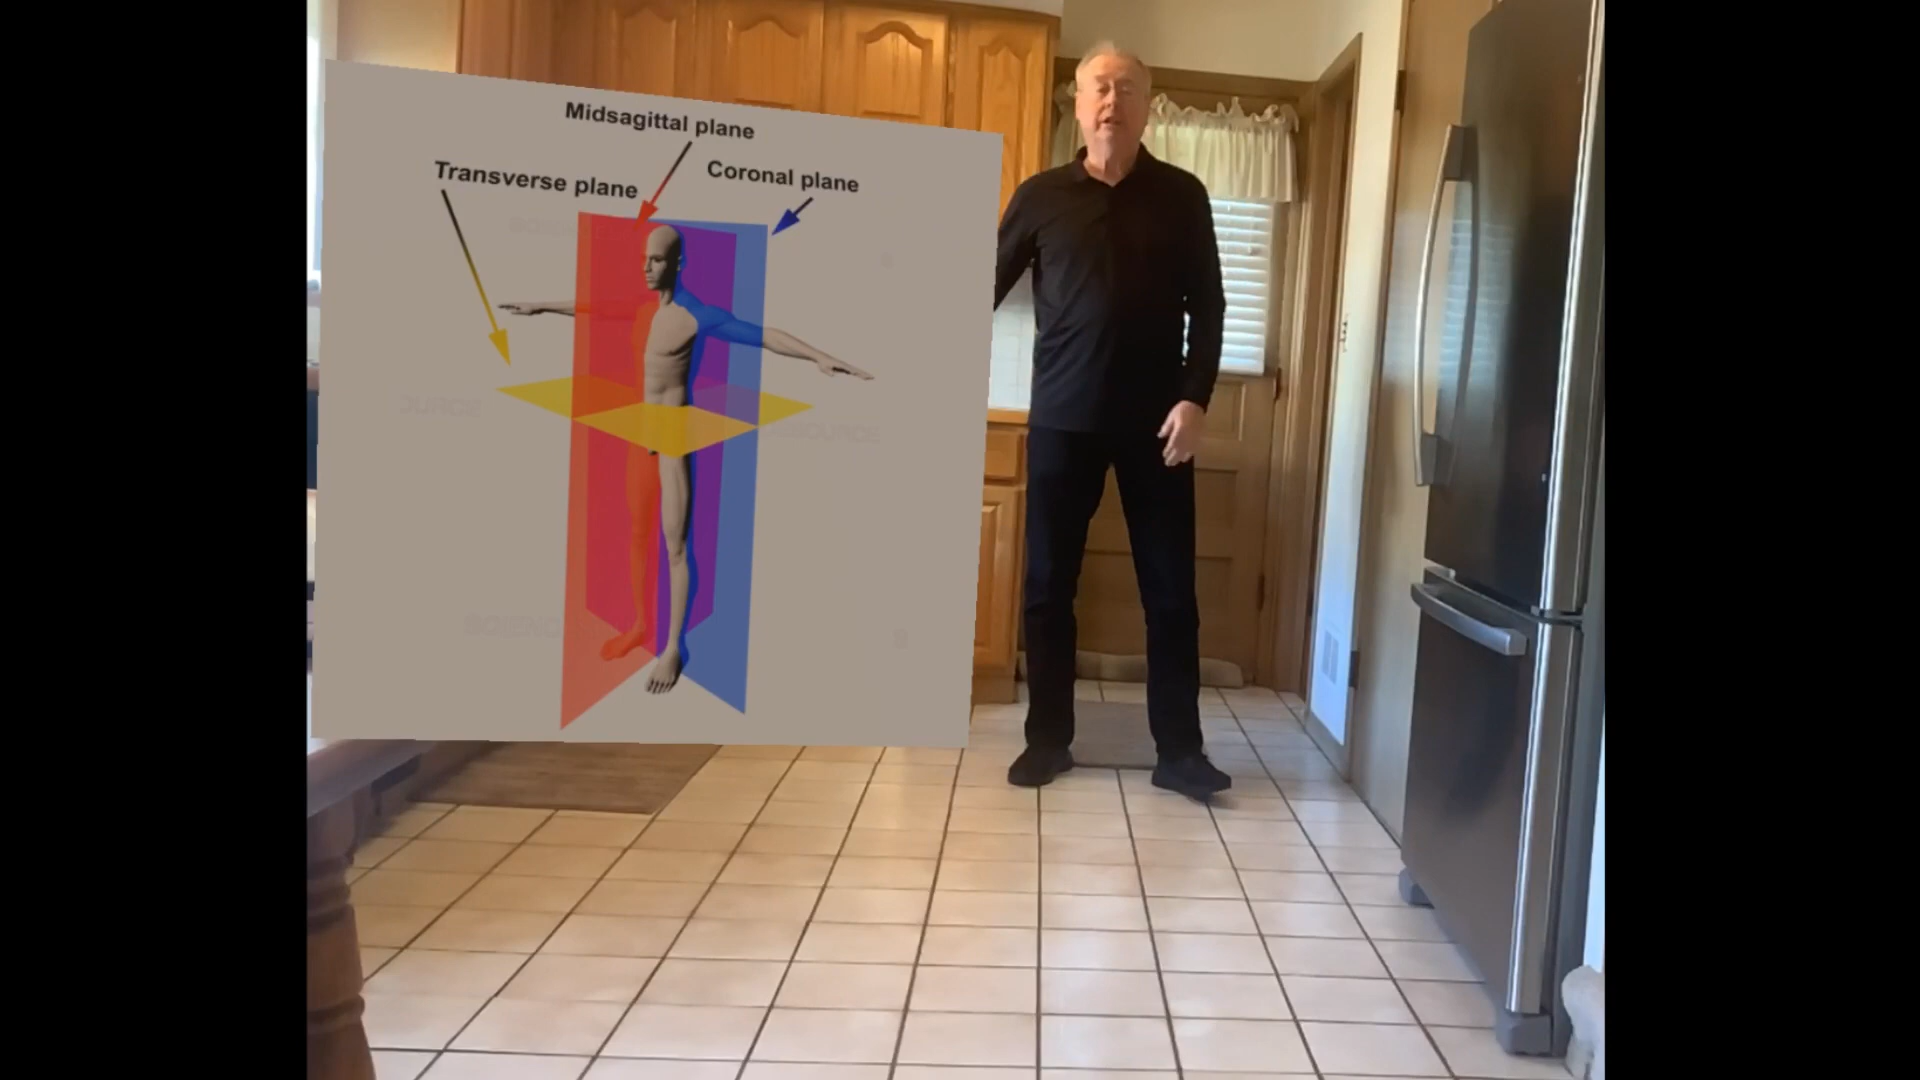 Midsagittal plane
Transverse plane
Coronal plane